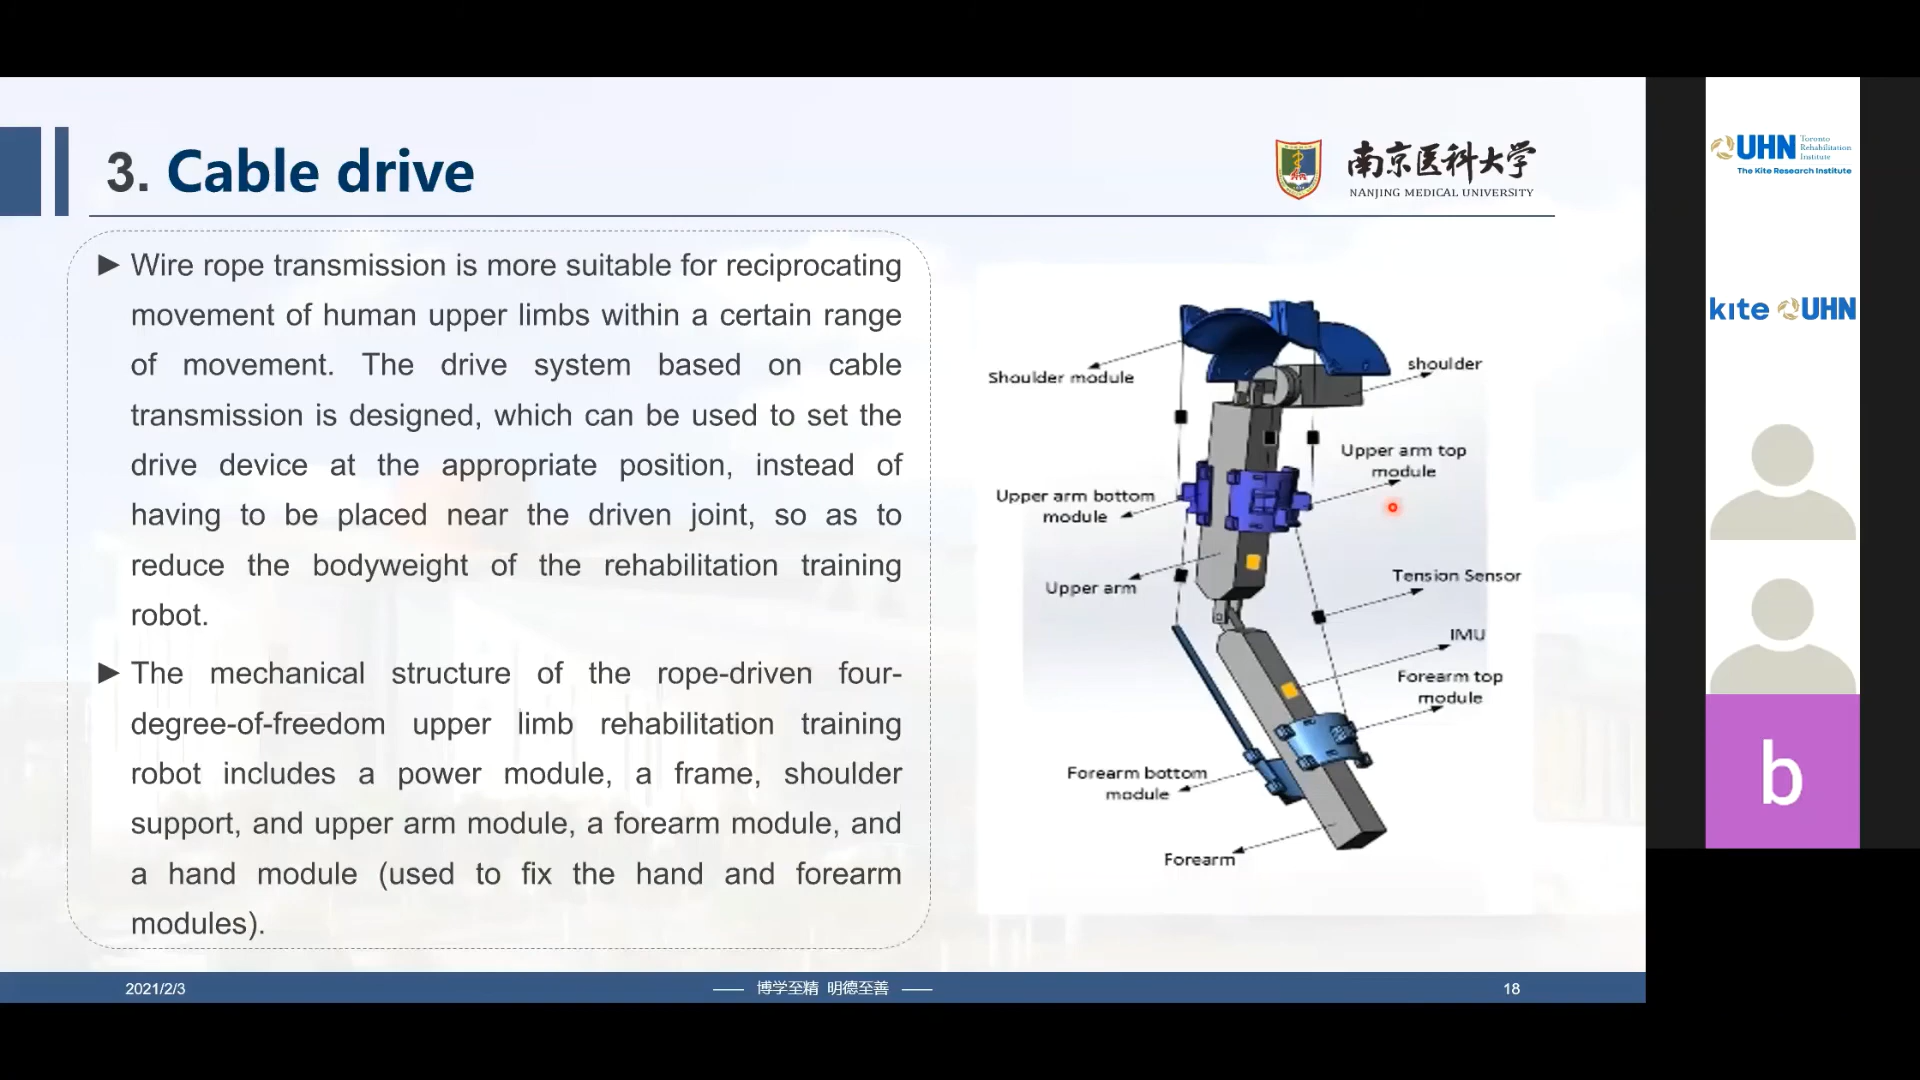 3. Cable drive
南京医科大学
NANJING MEDICAL UNIVERSITY
► Wire rope transmission is more suitable for reciprocating
movement of human upper limbs within a certain range
of movement. The drive system based on cable
transmission is designed, which can be used to set the
drive device at the appropriate position, instead of
having to be placed near the driven joint, so as to
reduce the bodyweight of the rehabilitation training
robot.
► The mechanical structure of the rope-driven four-
degree-of-freedom upper limb rehabilitation training
robot includes a power module, a frame, shoulder
support, and upper arm module, a forearm module, and
a hand module (used to fix the hand and forearm
modules).
Shoulder module
shoulder
Upper arm top
module
Upper arm bottom
module
Upper arm
Tension Sensor
IMU
Forearm top
module
Forearm bottom
module
Forearm
2021/2/3
博学至精 明德至善
18
UHN
Toronto
Rehabilitation
Institute
The Kite Research Institute
kite UHN
b